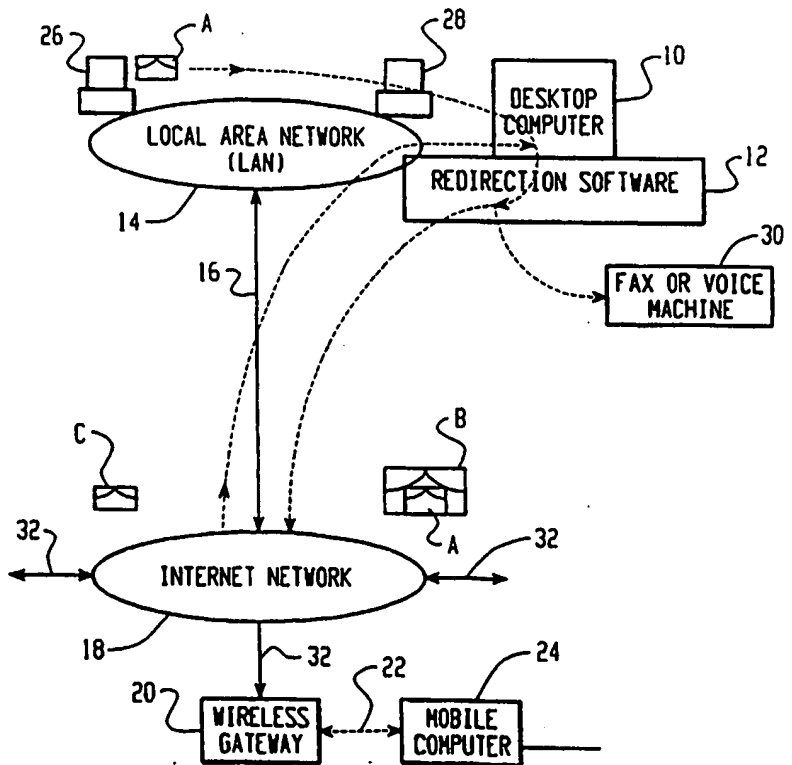 26
A
28
10
DESKTOP
COMPUTER
LOCAL AREA NETWORK
(LAN)
REDIRECTION SOFTWARE
12
14
16
30
FAX OR VOICE
MACHINE
C
B
A
32
32
INTERNET NETWORK
18
32
20
22
24
WIRELESS
GATEWAY
MOBILE
COMPUTER